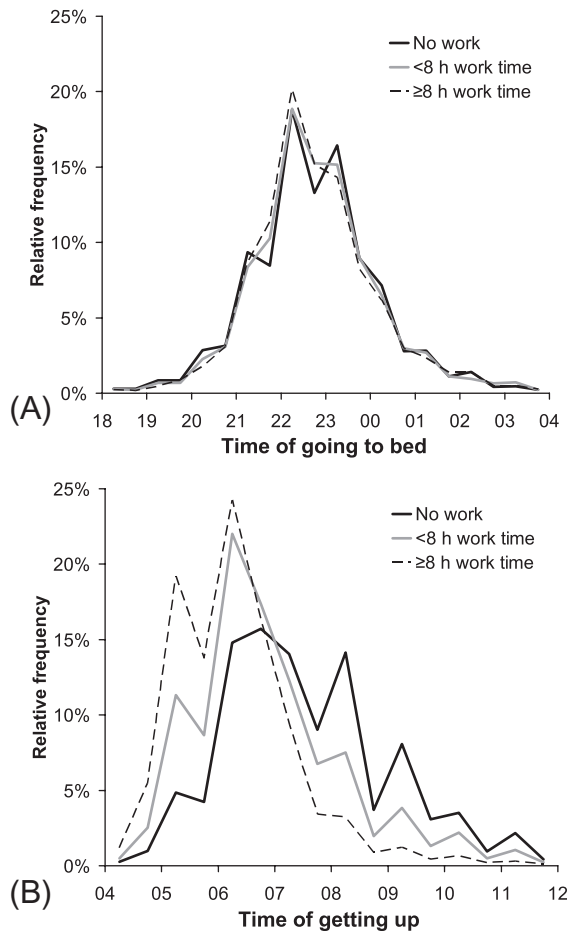 25%
No work
<8 h work time
≥8 h work time
20%
15%
10%
5%
0%
Relative frequency
18 19 20 21 22 23 00 01 02 03 04
(A)
Time of going to bed
25%
No work
<8 h work time
≥8 h work time
20%
15%
10%
5%
0%
Relative frequency
04 05 06 07 08 09 10 11 12
(B)
Time of getting up